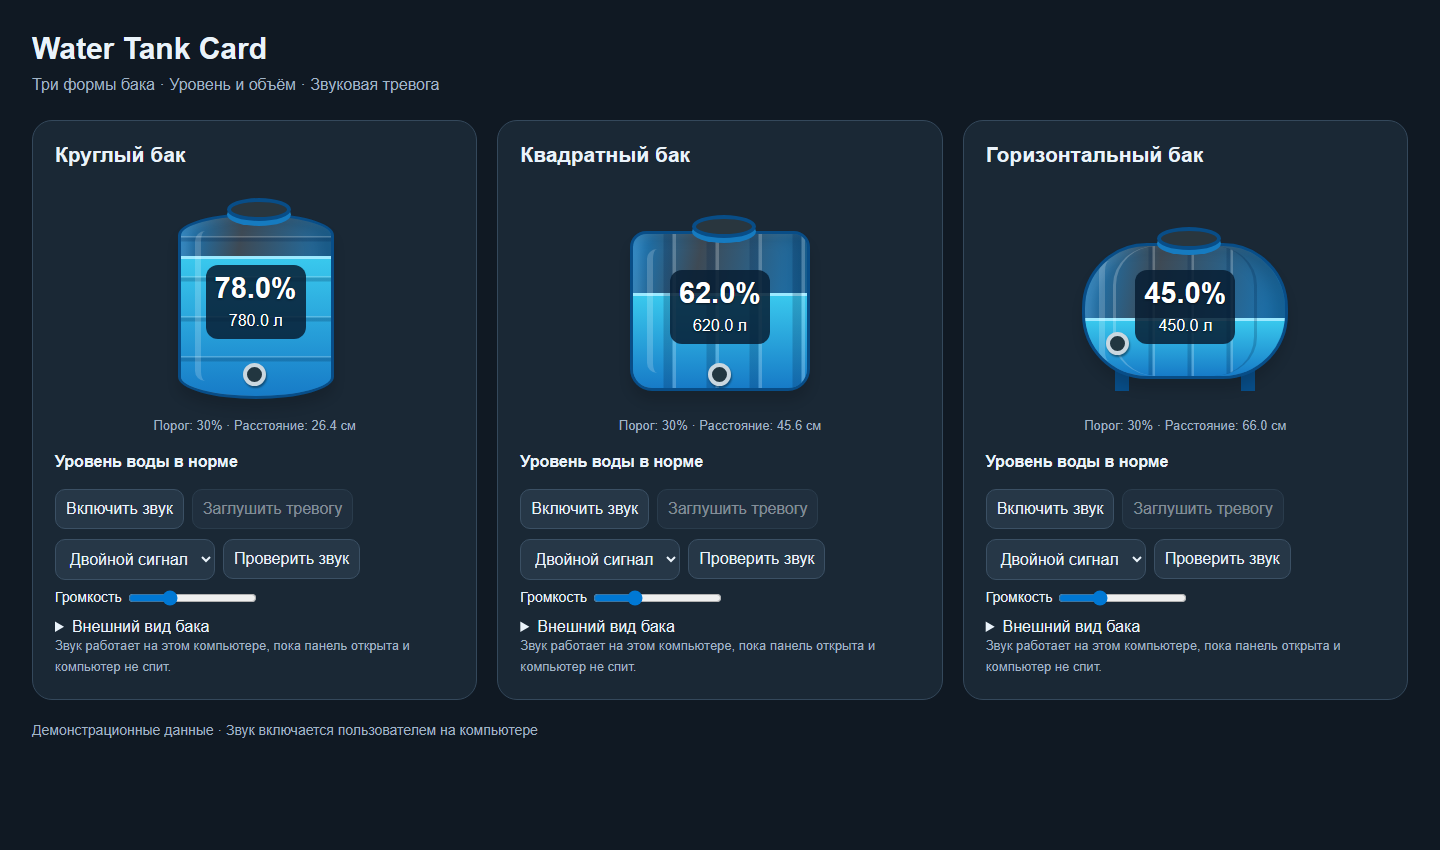 Water Tank Card
Три формы бака · Уровень и объём · Звуковая тревога
Круглый бак
78.0%
780.0 л
Порог: 30% · Расстояние: 26.4 см
Уровень воды в норме
Включить звук
Заглушить тревогу
Двойной сигнал
Проверить звук
Громкость
Внешний вид бака
Звук работает на этом компьютере, пока панель открыта и
компьютер не спит.
Квадратный бак
62.0%
620.0 л
Порог: 30% · Расстояние: 45.6 см
Уровень воды в норме
Включить звук
Заглушить тревогу
Двойной сигнал
Проверить звук
Громкость
Внешний вид бака
Звук работает на этом компьютере, пока панель открыта и
компьютер не спит.
Горизонтальный бак
45.0%
450.0 л
Порог: 30% · Расстояние: 66.0 см
Уровень воды в норме
Включить звук
Заглушить тревогу
Двойной сигнал
Проверить звук
Громкость
Внешний вид бака
Звук работает на этом компьютере, пока панель открыта и
компьютер не спит.
Демонстрационные данные · Звук включается пользователем на компьютере